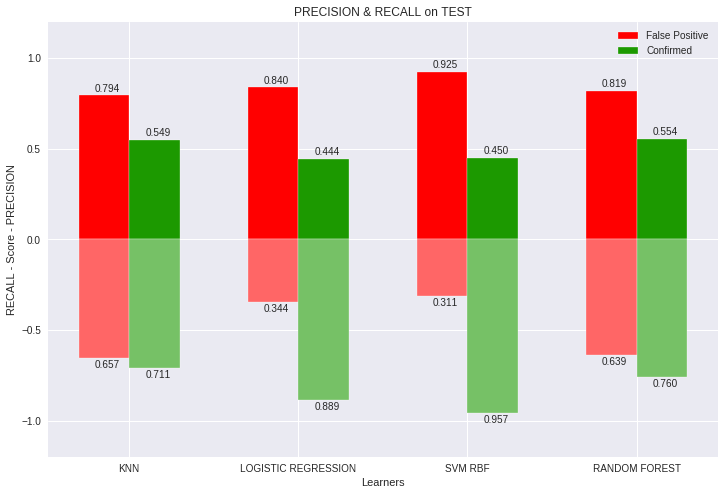 PRECISION & RECALL on TEST
False Positive
Confirmed
RECALL - Score - PRECISION
1.0
0.5
0.0
−0.5
−1.0
0.794
0.549
0.840
0.444
0.925
0.450
0.819
0.554
0.657
0.711
0.344
0.889
0.311
0.957
0.639
0.760
KNN
LOGISTIC REGRESSION
SVM RBF
RANDOM FOREST
Learners